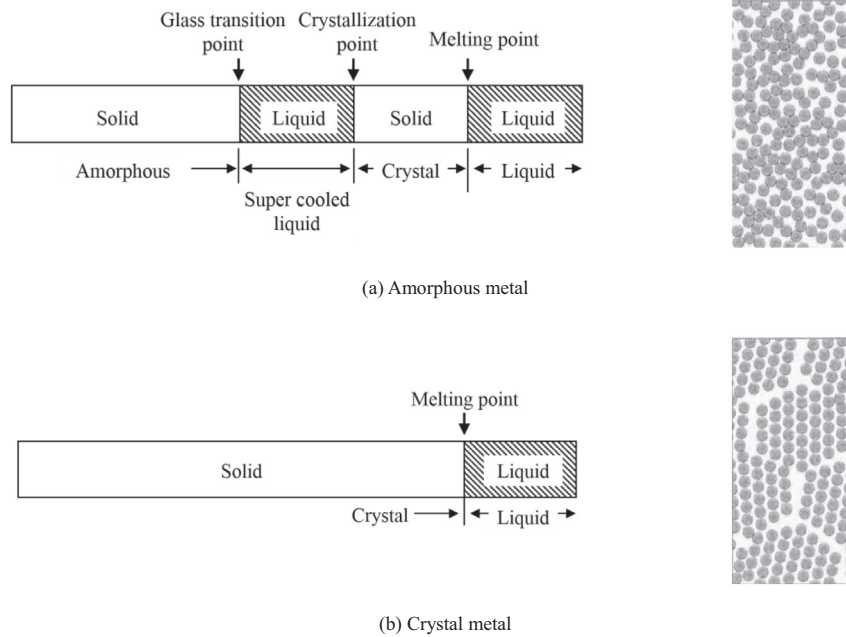 Glass transition point
Crystallization point
Melting point
Solid
Liquid
Solid
Liquid
Amorphous
Crystal
Liquid
Super cooled
liquid
(a) Amorphous metal
Melting point
Solid
Liquid
Crystal
Liquid
(b) Crystal metal